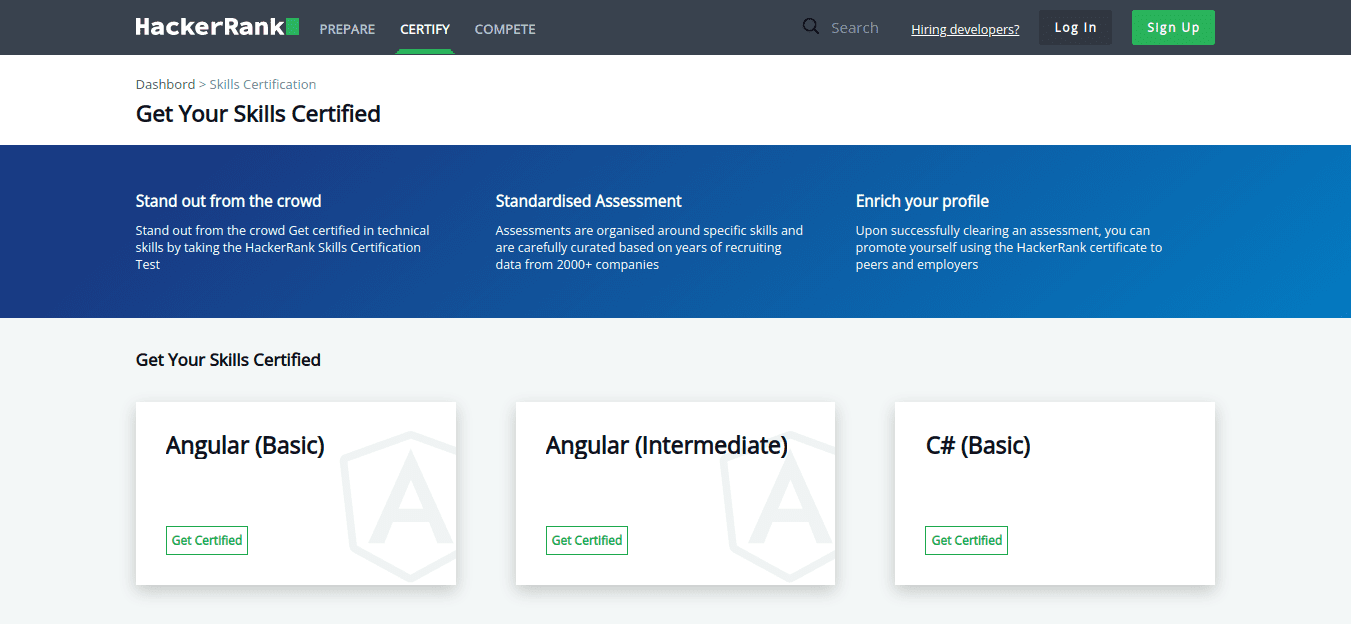 HackerRank PREPARE CERTIFY COMPETE Search Hiring developers? Log In Sign Up
Dashbord > Skills Certification
Get Your Skills Certified
Stand out from the crowd
Stand out from the crowd Get certified in technical
skills by taking the HackerRank Skills Certification
Test
Standardised Assessment
Assessments are organised around specific skills and
are carefully curated based on years of recruiting
data from 2000+ companies
Enrich your profile
Upon successfully clearing an assessment, you can
promote yourself using the HackerRank certificate to
peers and employers
Get Your Skills Certified
Angular (Basic)
Get Certified
Angular (Intermediate)
Get Certified
C# (Basic)
Get Certified